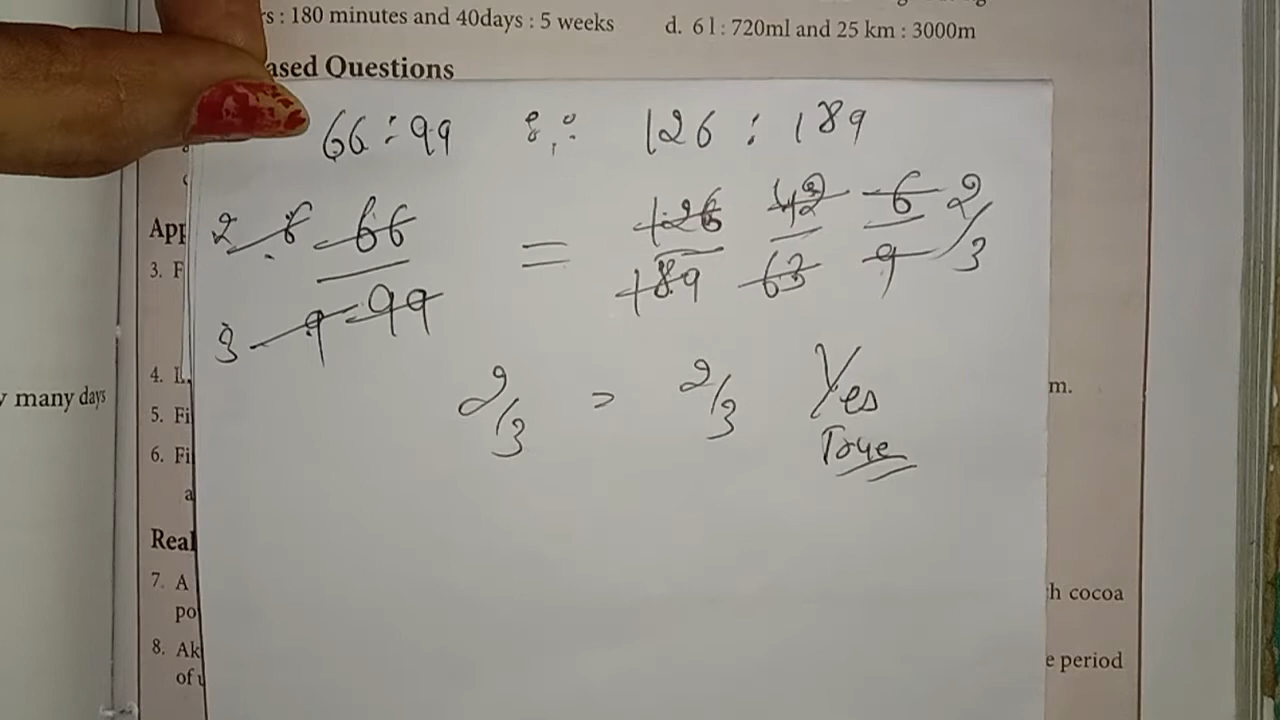 s : 180 minutes and 40days : 5 weeks d. 6 l : 720ml and 25 km : 3000m
ased Questions
66 : 99 :: 126 : 189
App
2 6 66 = 126 42 6 2
3. F
3 9 99 189 63 9 3
4.
many days
2/3 = 2/3 Yes
m.
5. Fi
True
6. Fi
a
Real
7. A
h cocoa
po
8. Ak
e period
of